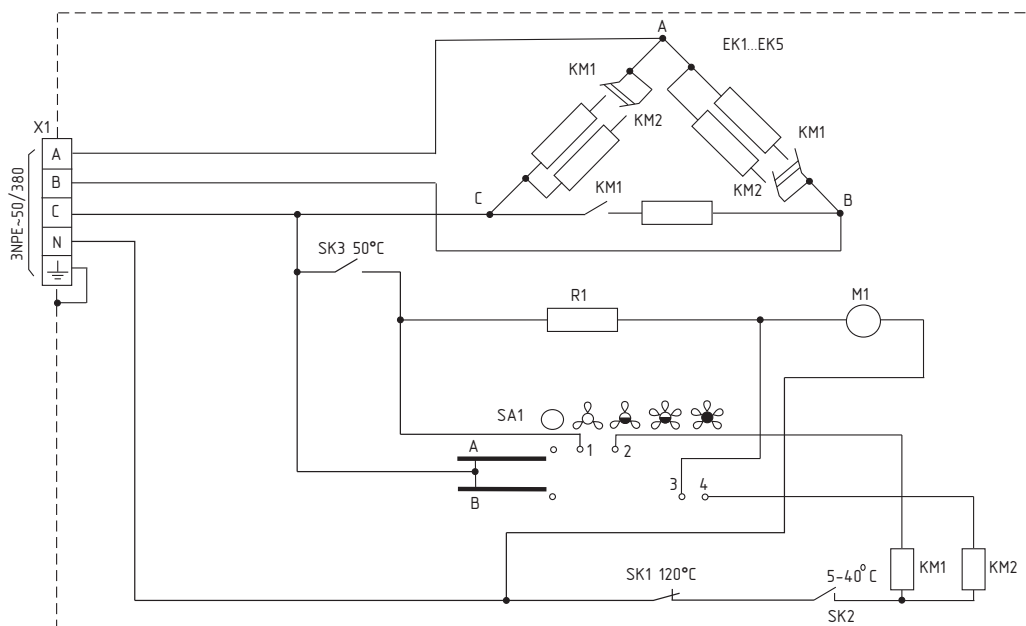 A
EK1...EK5
KM1
KM2
KM1
X1
A
3NPE~50/380
B
KM2
C
KM1
B
C
N
SK3 50°C
R1
M1
SA1
A
1
2
B
3
4
SK1 120°C
5-40°C
KM1
KM2
SK2